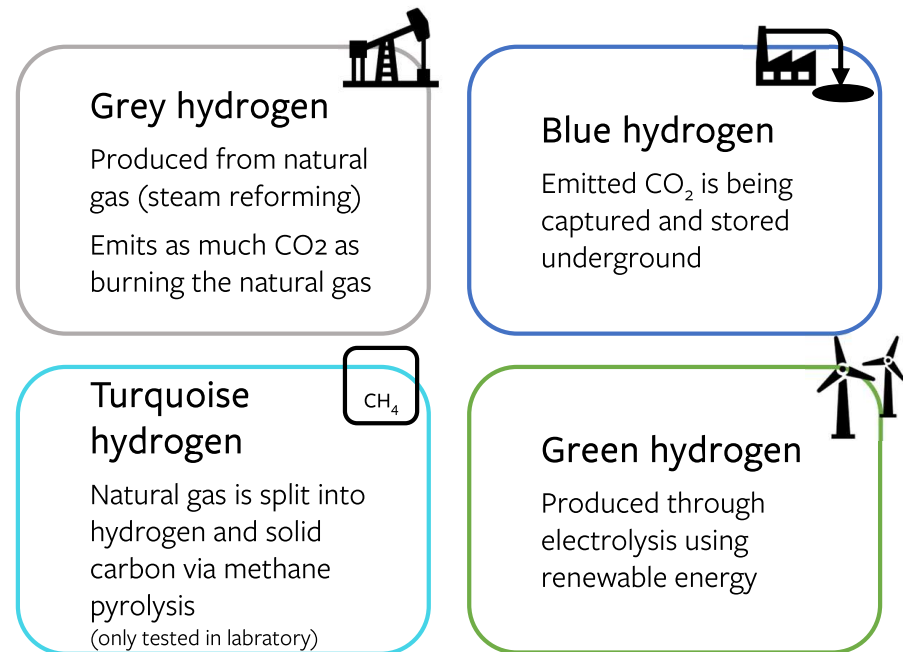 Grey hydrogen
Produced from natural
gas (steam reforming)
Emits as much CO2 as
burning the natural gas
Blue hydrogen
Emitted CO₂ is being
captured and stored
underground
Turquoise
hydrogen
CH₄
Natural gas is split into
hydrogen and solid
carbon via methane
pyrolysis
(only tested in labratory)
Green hydrogen
Produced through
electrolysis using
renewable energy